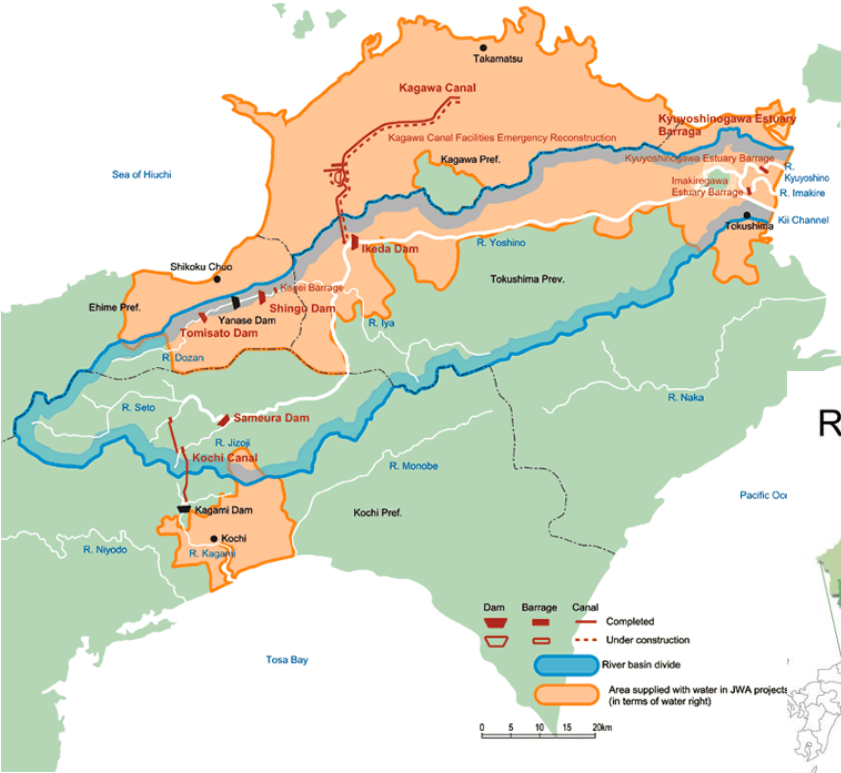 Takamatsu
Kagawa Canal
Kyuyoshinogawa Estuary
Barraga
Kagawa Canal Facilities Emergency Reconstruction
Kagawa Pref.
Kyuyoshinogawa Estuary Barrage
R.
Kyuyoshino
Sea of Hiuchi
Imakiregawa
Estuary Barrage
R. Imakire
Kii Channel
Tokushima
R. Yoshino
Ikeda Dam
Shikoku Chuo
Tokushima Prev.
Kagei Barrage
Ehime Pref.
Shingu Dam
Yanase Dam
Tomisato Dam
R. Iya
R. Dozan
R. Naka
R. Seto
Sameura Dam
R
R. Jizoji
Kochi Canal
R. Monobe
Pacific Oce
Kagami Dam
Kochi Pref.
Kochi
R. Niyodo
R. Kagami
Dam Barrage Canal
Completed
Under construction
Tosa Bay
River basin divide
Area supplied with water in JWA projects
(in terms of water right)
0 5 10 15 20km